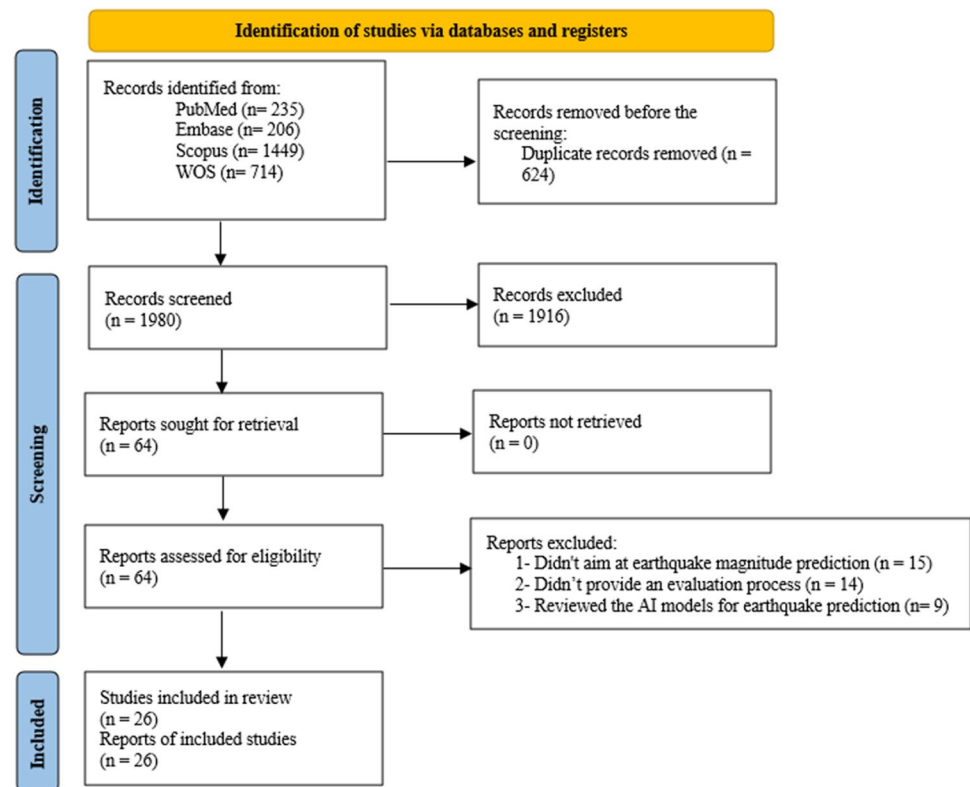 Identification of studies via databases and registers
Identification
Records identified from:
PubMed (n= 235)
Embase (n= 206)
Scopus (n= 1449)
WOS (n= 714)
Records removed before the
screening:
Duplicate records removed (n =
624)
Screening
Records screened
(n = 1980)
Records excluded
(n = 1916)
Reports sought for retrieval
(n = 64)
Reports not retrieved
(n = 0)
Reports assessed for eligibility
(n = 64)
Reports excluded:
1- Didn't aim at earthquake magnitude prediction (n = 15)
2- Didn’t provide an evaluation process (n = 14)
3- Reviewed the AI models for earthquake prediction (n= 9)
Included
Studies included in review
(n = 26)
Reports of included studies
(n = 26)